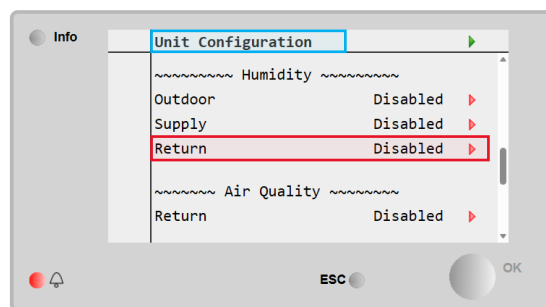 Info
Unit Configuration
~~~~~~~~~ Humidity ~~~~~~~~~
Outdoor Disabled
Supply Disabled
Return Disabled
~~~~~~~ Air Quality ~~~~~~~~
Return Disabled
ESC
OK